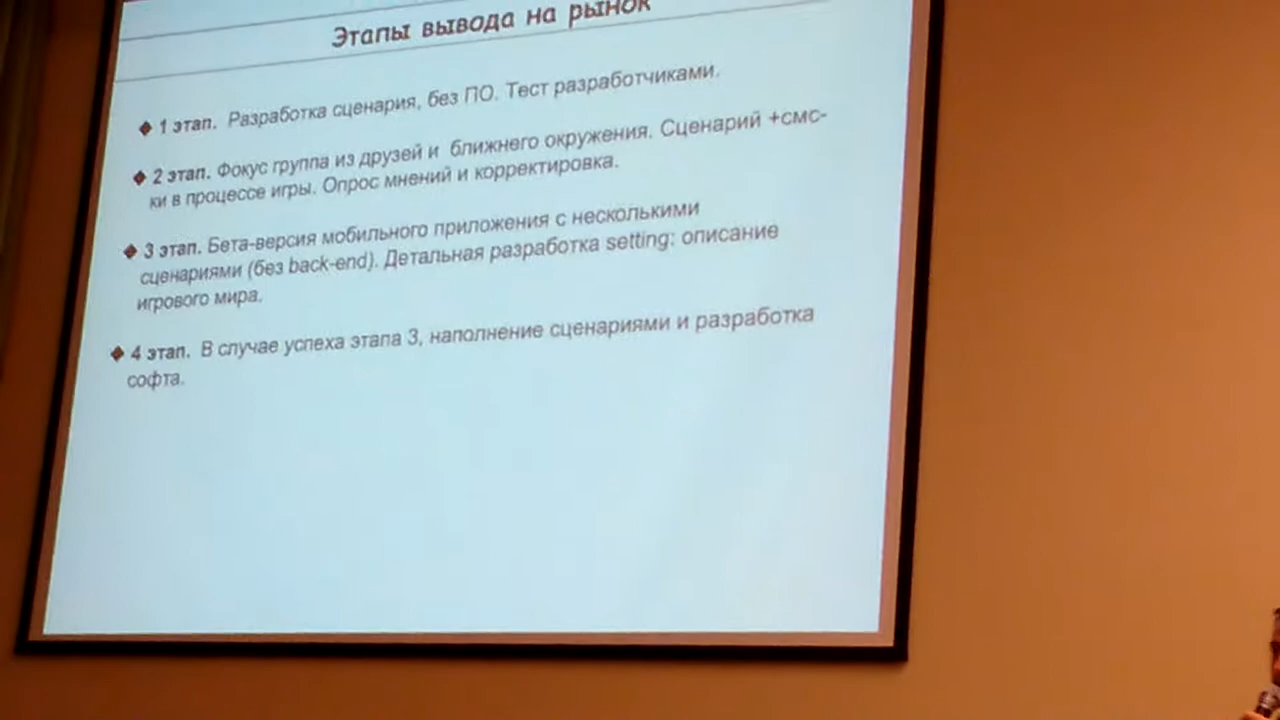 Этапы вывода на рынок
1 этап. Разработка сценария, без ПО. Тест разработчиками.
2 этап. Фокус группа из друзей и ближнего окружения. Сценарий +смс-
ки в процессе игры. Опрос мнений и корректировка.
3 этап. Бета-версия мобильного приложения с несколькими
сценариями (без back-end). Детальная разработка setting: описание
игрового мира.
4 этап. В случае успеха этапа 3, наполнение сценариями и разработка
софта.